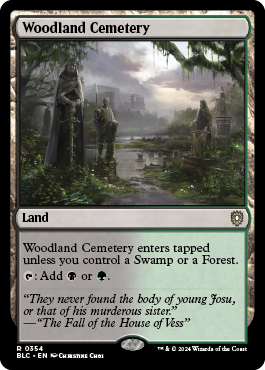 Woodland Cemetery
Land
Woodland Cemetery enters tapped
unless you control a Swamp or a Forest.
: Add or .
“They never found the body of young Josu,
or that of his murderous sister.”
—“The Fall of the House of Vess”
R 0354
BLC • EN Christine Choi
™ & © 2024 Wizards of the Coast